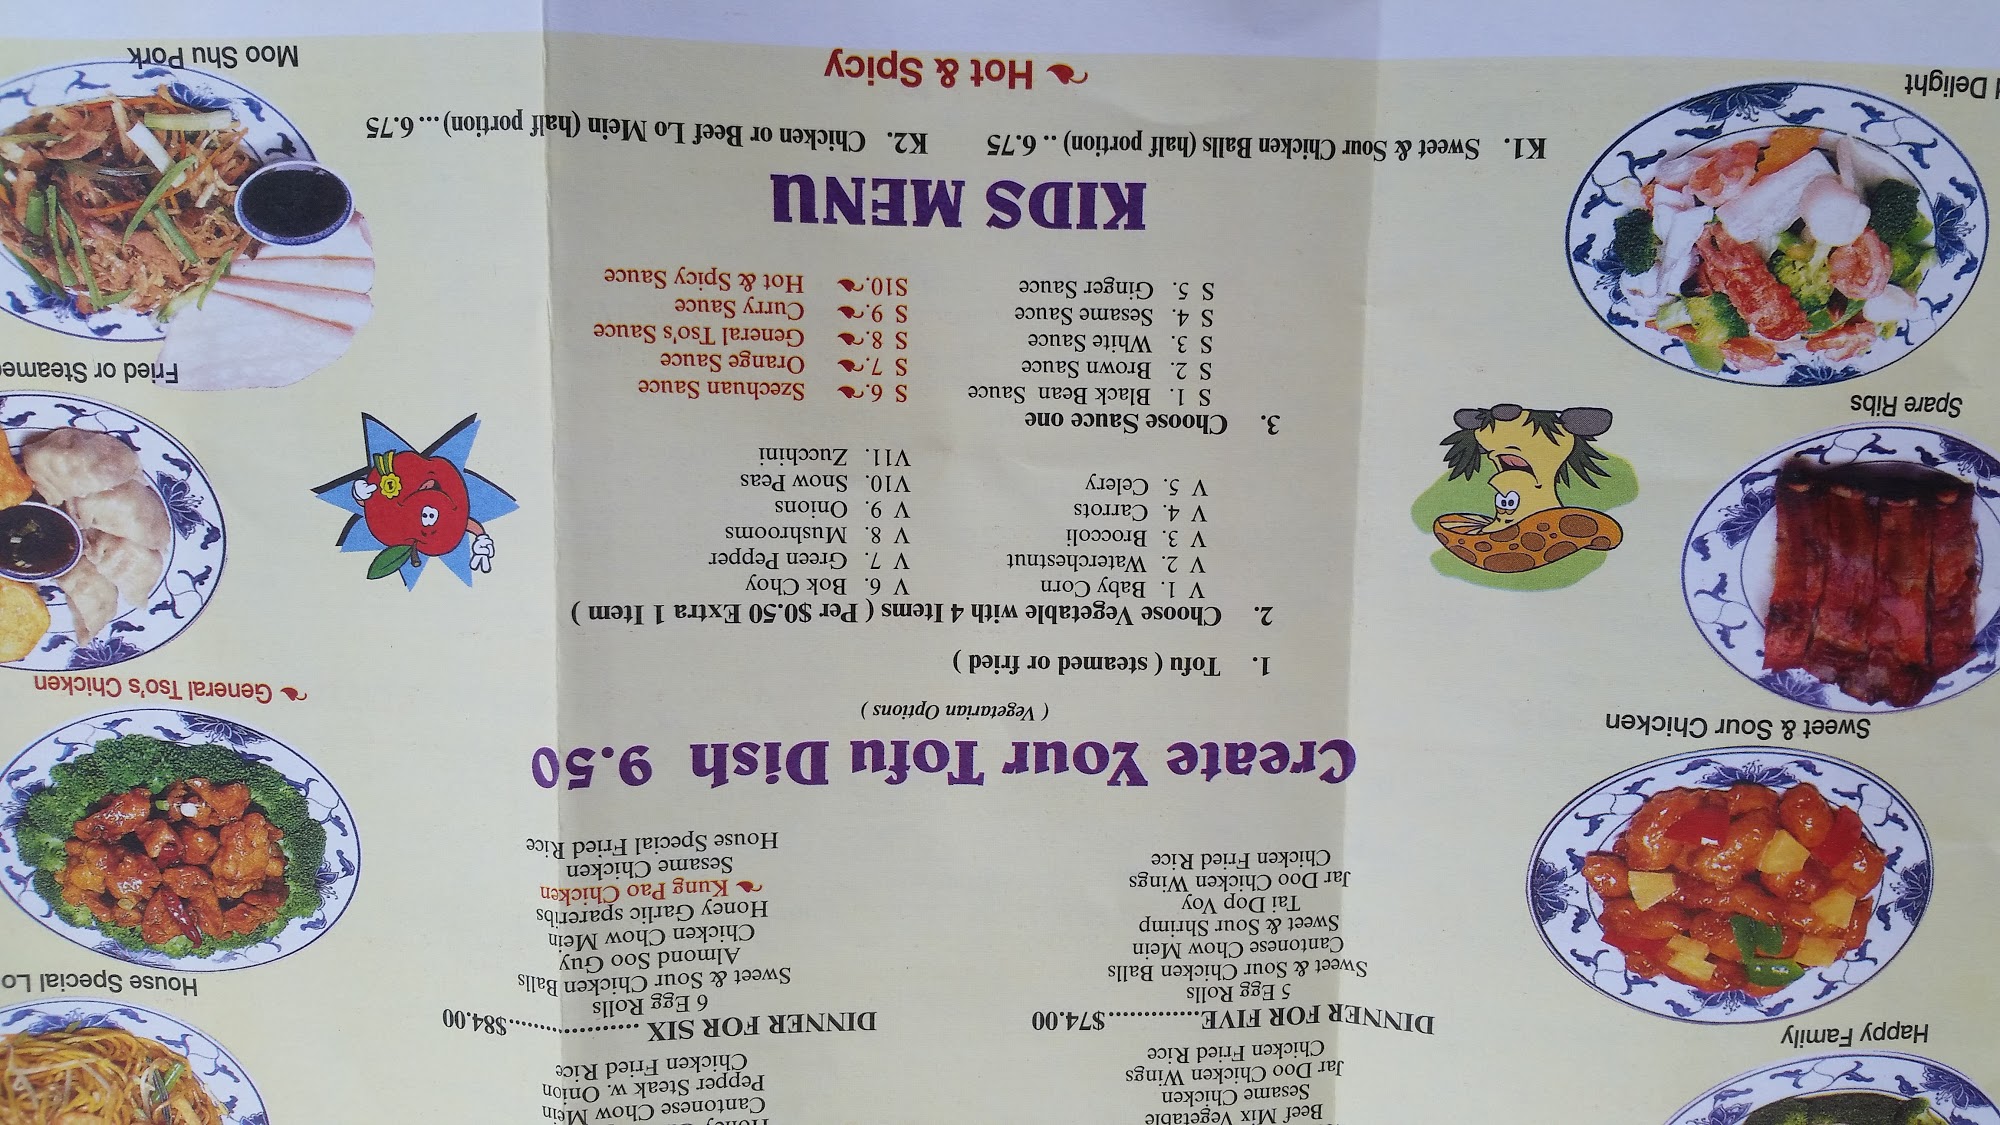 Beef Mix Vegetable
Sesame Chicken
Jar Doo Chicken Wings
Chicken Fried Rice
DINNER FOR FIVE...............$74.00
5 Egg Rolls
Sweet & Sour Chicken Balls
Cantonese Chow Mein
Sweet & Sour Shrimp
Tai Dop Voy
Jar Doo Chicken Wings
Chicken Fried Rice
Cantonese Chow Mein
Pepper Steak w. Onion
Chicken Fried Rice
DINNER FOR SIX ......................$84.00
6 Egg Rolls
Sweet & Sour Chicken Balls
Almond Soo Guy
Chicken Chow Mein
Honey Garlic spareribs
Kung Pao Chicken
Sesame Chicken
House Special Fried Rice
Create Your Tofu Dish 9.50
( Vegetarian Options )
1. Tofu ( steamed or fried )
2. Choose Vegetable with 4 Items ( Per $0.50 Extra 1 Item )
V 1. Baby Corn
V 2. Waterchestnut
V 3. Broccoli
V 4. Carrots
V 5. Celery
V 6. Bok Choy
V 7. Green Pepper
V 8. Mushrooms
V 9. Onions
V10. Snow Peas
V11. Zucchini
3. Choose Sauce one
S 1. Black Bean Sauce
S 2. Brown Sauce
S 3. White Sauce
S 4. Sesame Sauce
S 5. Ginger Sauce
S 6. Szechuan Sauce
S 7. Orange Sauce
S 8. General Tso's Sauce
S 9. Curry Sauce
S10. Hot & Spicy Sauce
KIDS MENU
K1. Sweet & Sour Chicken Balls (half portion) .. 6.75
K2. Chicken or Beef Lo Mein (half portion) ... 6.75
Hot & Spicy
Happy Family
Sweet & Sour Chicken
Spare Ribs
Delight
House Special Lo
General Tso's Chicken
Fried or Steame
Moo Shu Pork